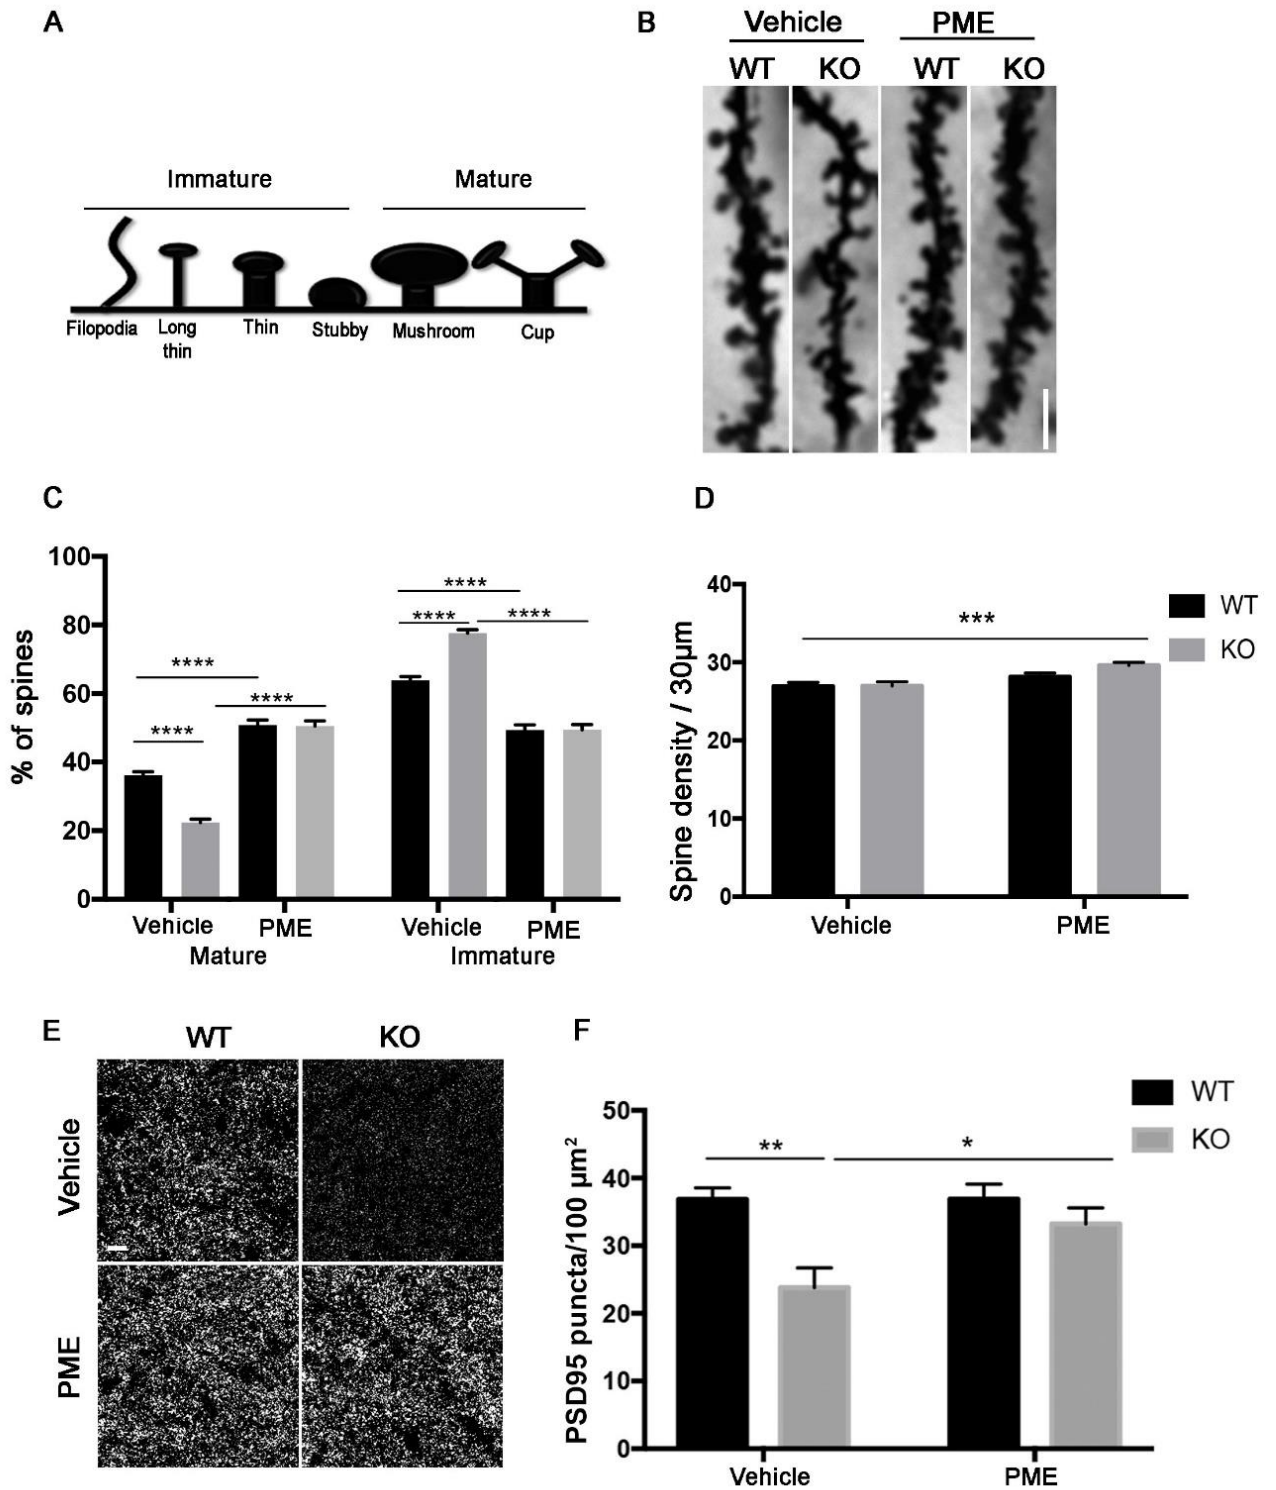 A
Immature Mature
Filopodia Long thin Thin Stubby Mushroom Cup
B
Vehicle PME
WT KO WT KO
C
% of spines
100
80
60
40
20
0
**** **** ****
**** **** ****
Vehicle PME Vehicle PME
Mature Immature
D
Spine density / 30µm
40
30
20
10
0
***
WT
KO
Vehicle PME
E
WT KO
Vehicle
PME
F
PSD95 puncta/100 µm²
50
40
30
20
10
0
** *
WT
KO
Vehicle PME